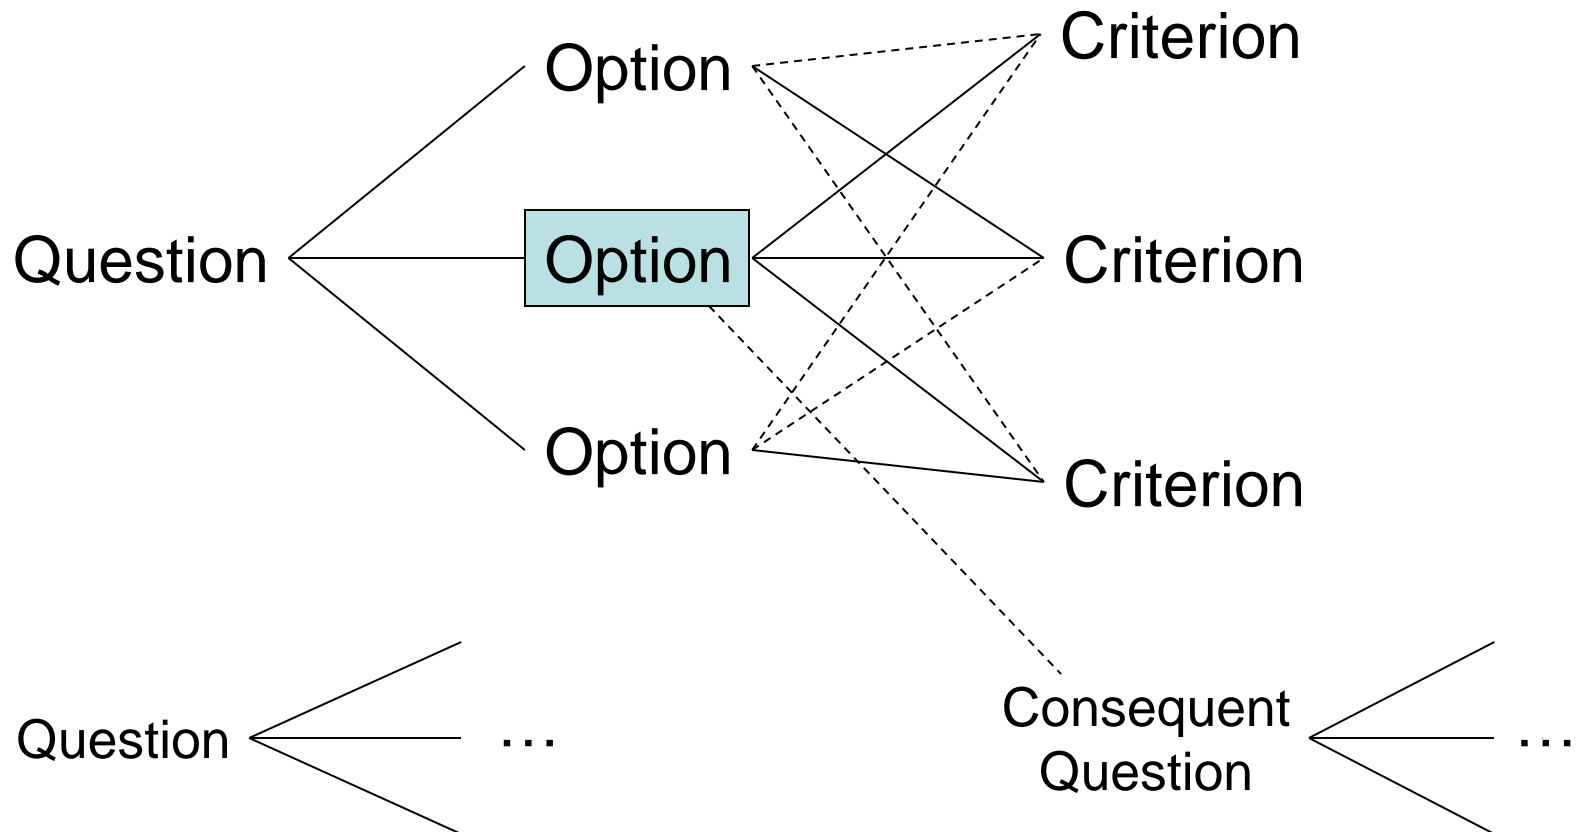 Criterion
Option
Question
Option
Criterion
Option
Criterion
Consequent
Question
Question
...
...